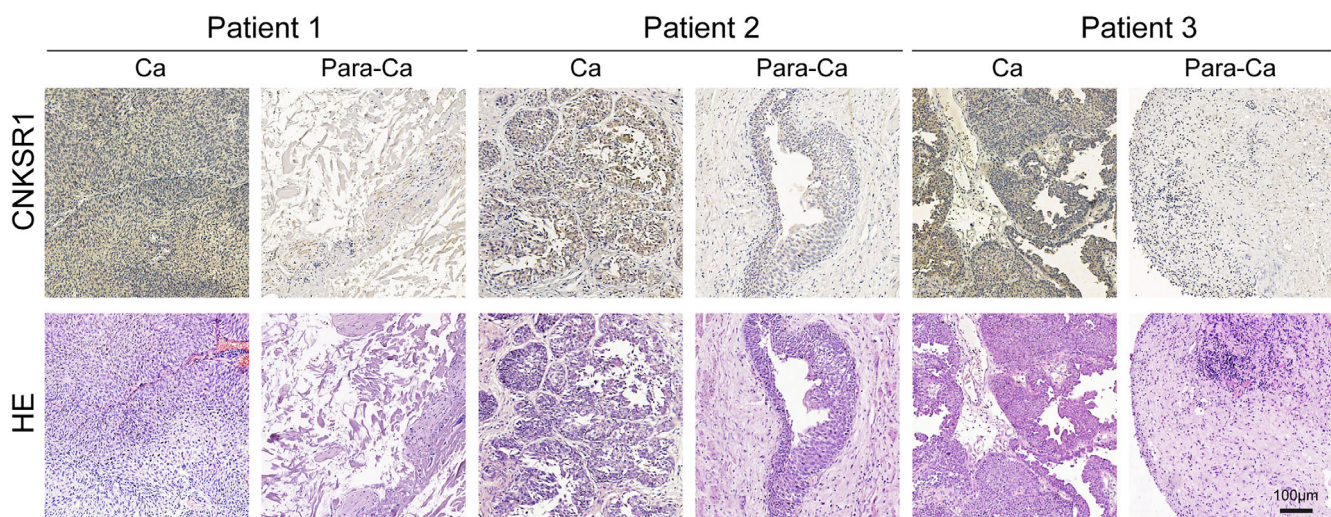 Patient 1 Patient 2 Patient 3
Ca Para-Ca Ca Para-Ca Ca Para-Ca
CNKSR1
HE
100μm